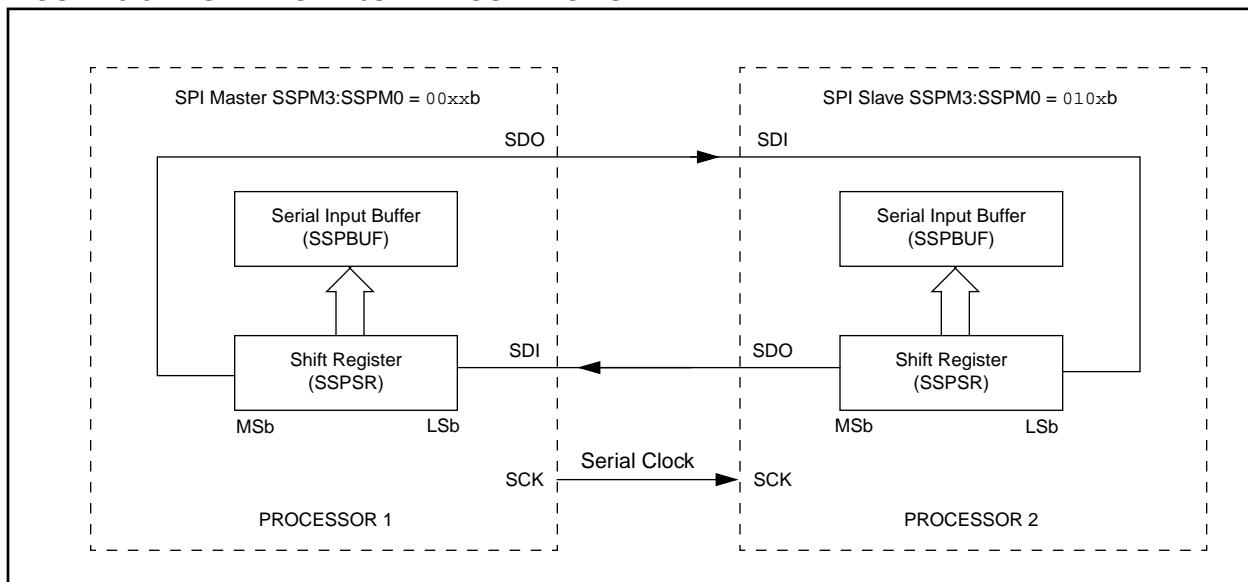 SPI Master SSPM3:SSPM0 = 00xxb
SPI Slave SSPM3:SSPM0 = 010xb
SDO
SDI
Serial Input Buffer
(SSPBUF)
Serial Input Buffer
(SSPBUF)
Shift Register
(SSPSR)
SDI
SDO
Shift Register
(SSPSR)
MSb
LSb
MSb
LSb
Serial Clock
SCK
SCK
PROCESSOR 1
PROCESSOR 2